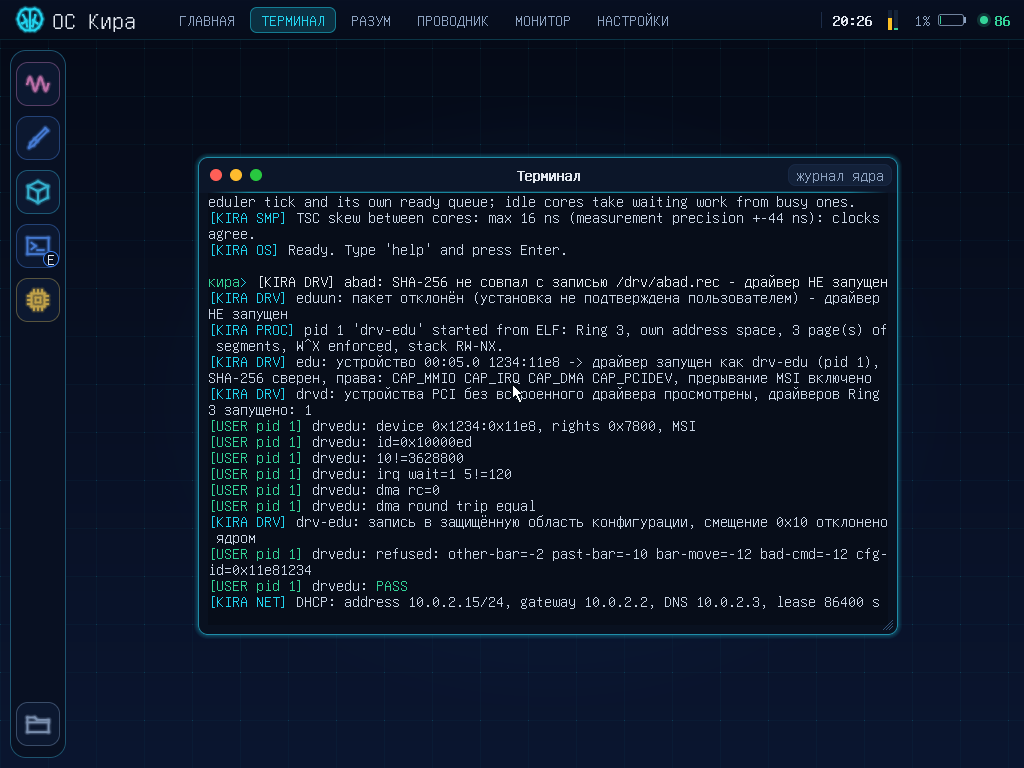 ОС Кира
ГЛАВНАЯ ТЕРМИНАЛ РАЗУМ ПРОВОДНИК МОНИТОР НАСТРОЙКИ
20:26 1% 86
E
Терминал
журнал ядра
eduler tick and its own ready queue; idle cores take waiting work from busy ones.
[KIRA SMP] TSC skew between cores: max 16 ns (measurement precision +-44 ns): clocks
agree.
[KIRA OS] Ready. Type 'help' and press Enter.
кира> [KIRA DRV] abad: SHA-256 не совпал с записью /drv/abad.rec - драйвер НЕ запущен
[KIRA DRV] eduun: пакет отклонён (установка не подтверждена пользователем) - драйвер
НЕ запущен
[KIRA PROC] pid 1 'drv-edu' started from ELF: Ring 3, own address space, 3 page(s) of
segments, W^X enforced, stack RW-NX.
[KIRA DRV] edu: устройство 00:05.0 1234:11e8 -> драйвер запущен как drv-edu (pid 1),
SHA-256 сверен, права: CAP_MMIO CAP_IRQ CAP_DMA CAP_PCIDEV, прерывание MSI включено
[KIRA DRV] drvd: устройства PCI без встроенного драйвера просмотрены, драйверов Ring
3 запущено: 1
[USER pid 1] drvedu: device 0x1234:0x11e8, rights 0x7800, MSI
[USER pid 1] drvedu: id=0x10000ed
[USER pid 1] drvedu: 10!=3628800
[USER pid 1] drvedu: irq wait=1 5!=120
[USER pid 1] drvedu: dma rc=0
[USER pid 1] drvedu: dma round trip equal
[KIRA DRV] drv-edu: запись в защищённую область конфигурации, смещение 0x10 отклонено
ядром
[USER pid 1] drvedu: refused: other-bar=-2 past-bar=-10 bar-move=-12 bad-cmd=-12 cfg-
id=0x11e81234
[USER pid 1] drvedu: PASS
[KIRA NET] DHCP: address 10.0.2.15/24, gateway 10.0.2.2, DNS 10.0.2.3, lease 86400 s